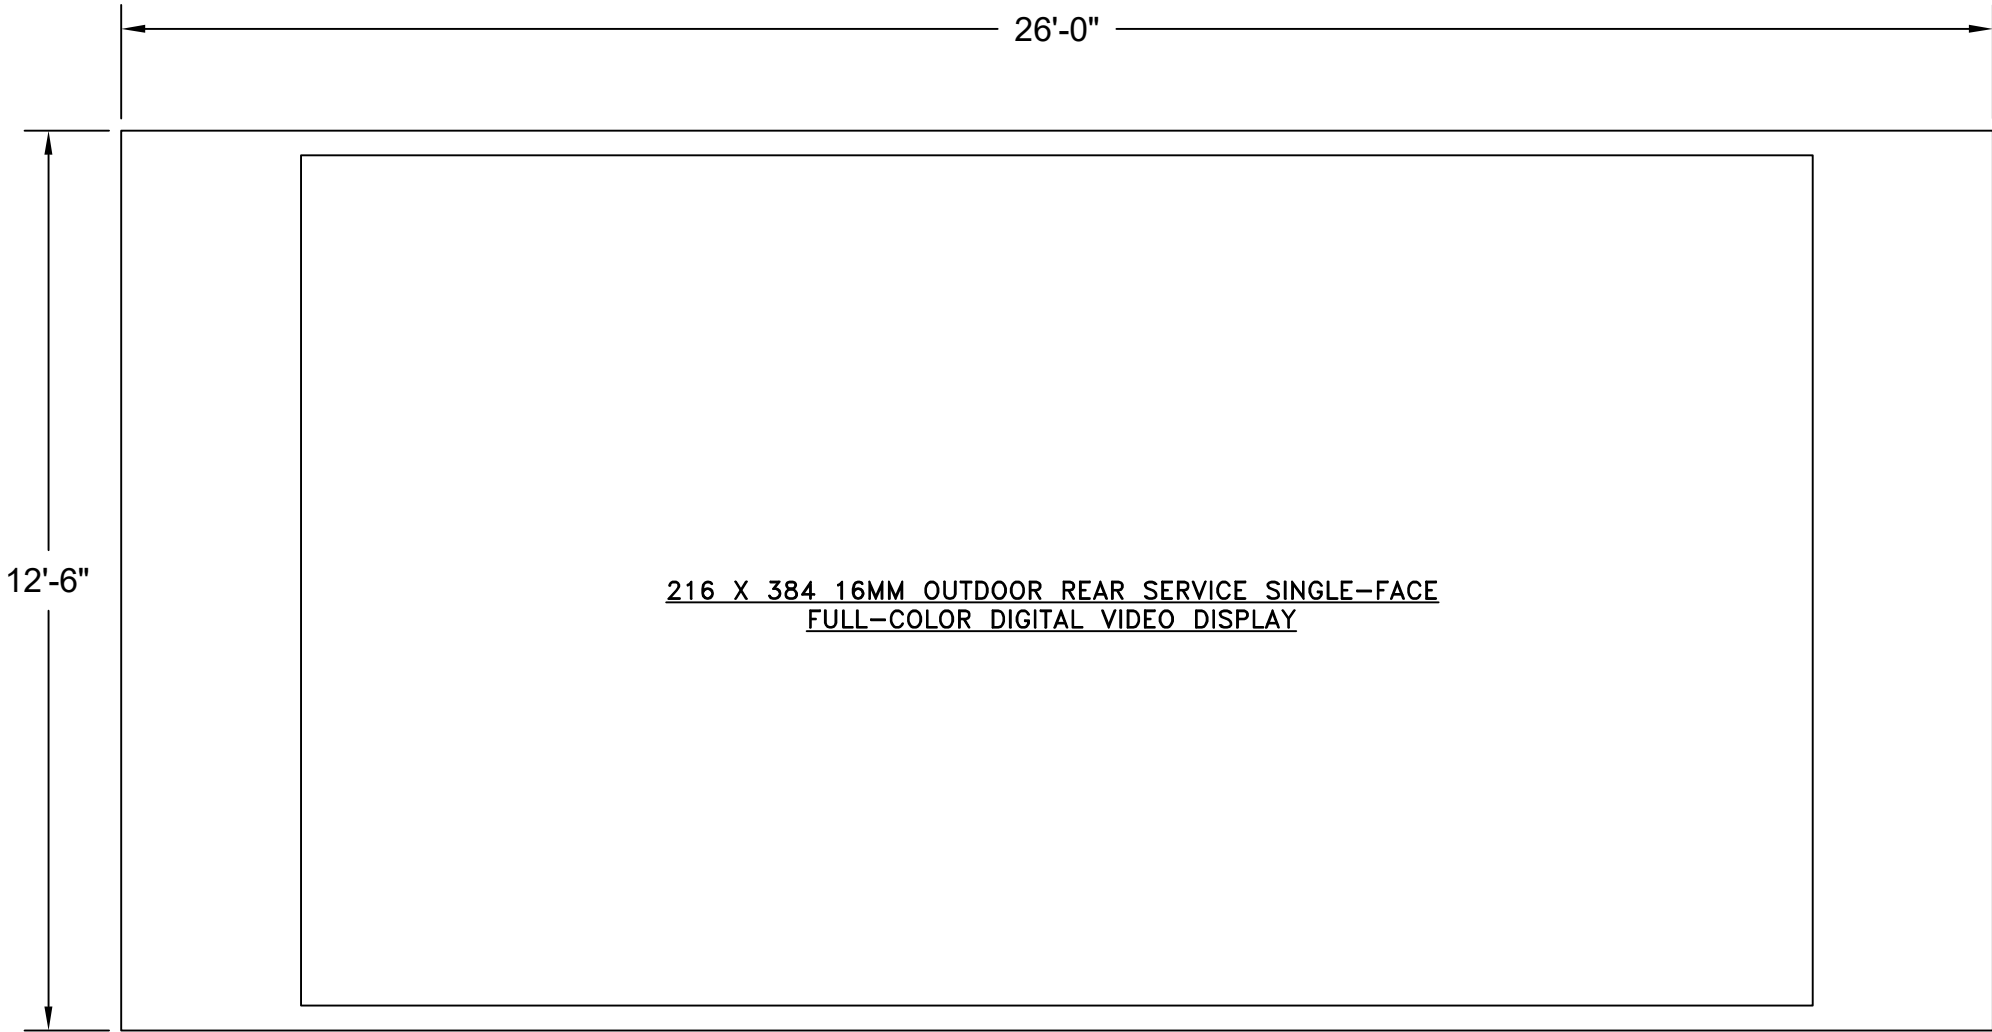 26'-0"
12'-6"
216 X 384 16MM OUTDOOR REAR SERVICE SINGLE-FACE
FULL-COLOR DIGITAL VIDEO DISPLAY